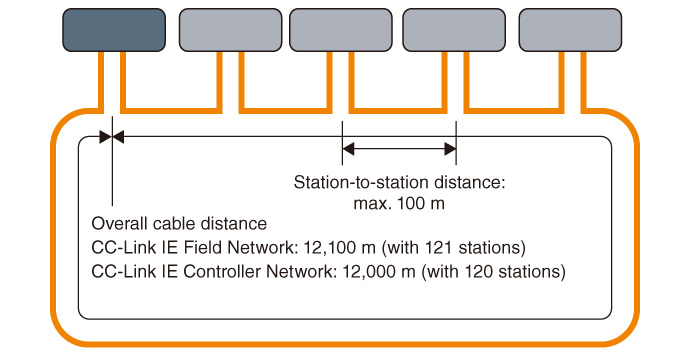 Station-to-station distance:
max. 100 m
Overall cable distance
CC-Link IE Field Network: 12,100 m (with 121 stations)
CC-Link IE Controller Network: 12,000 m (with 120 stations)